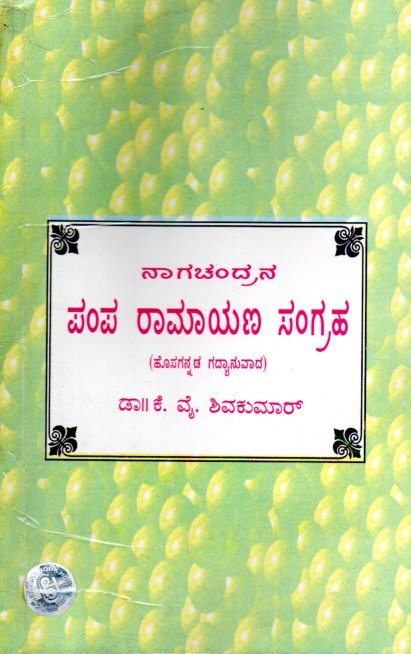 ನಾಗಚಂದ್ರನ
ಪಂಪ ರಾಮಾಯಣ ಸಂಗ್ರಹ
(ಹೊಸಗನ್ನಡ ಗದ್ಯಾನುವಾದ)
ಡಾ।। ಕೆ. ವೈ. ಶಿವಕುಮಾರ್